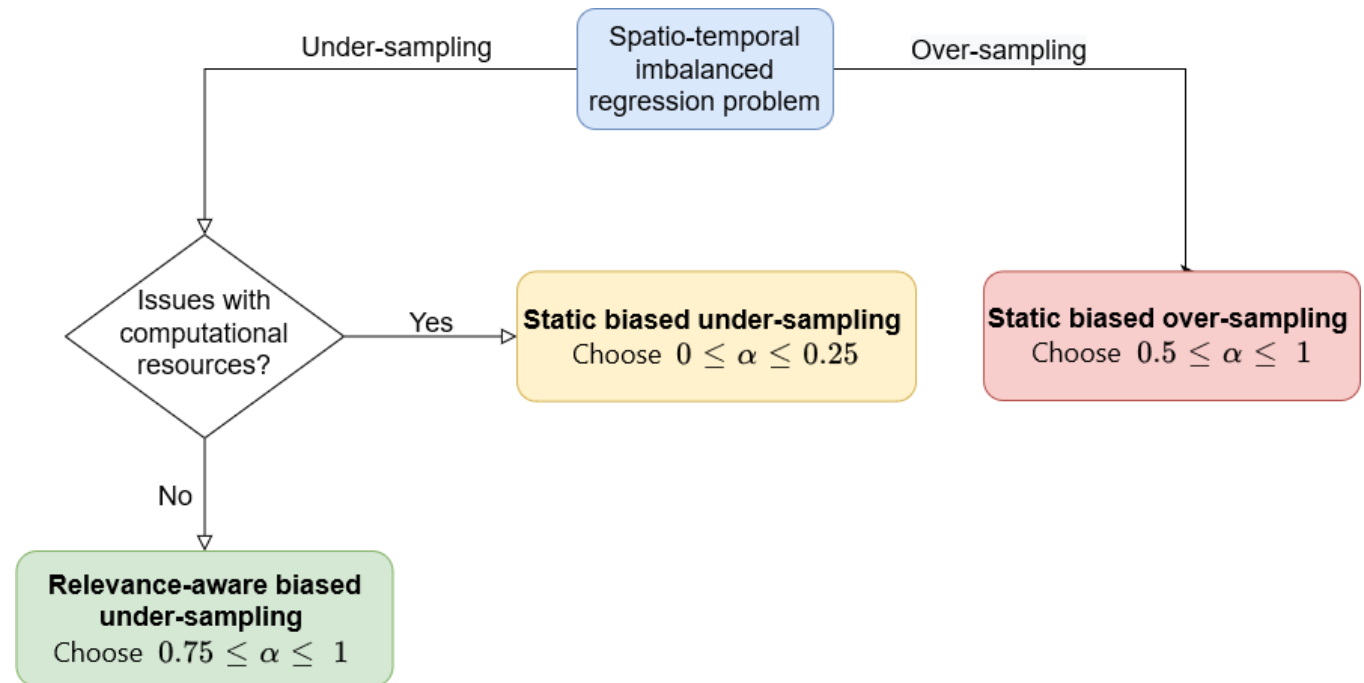 Under-sampling
Spatio-temporal
imbalanced
regression problem
Over-sampling
Issues with
computational
resources?
Yes
Static biased under-sampling
Choose 0 ≤ α ≤ 0.25
Static biased over-sampling
Choose 0.5 ≤ α ≤ 1
No
Relevance-aware biased
under-sampling
Choose 0.75 ≤ α ≤ 1